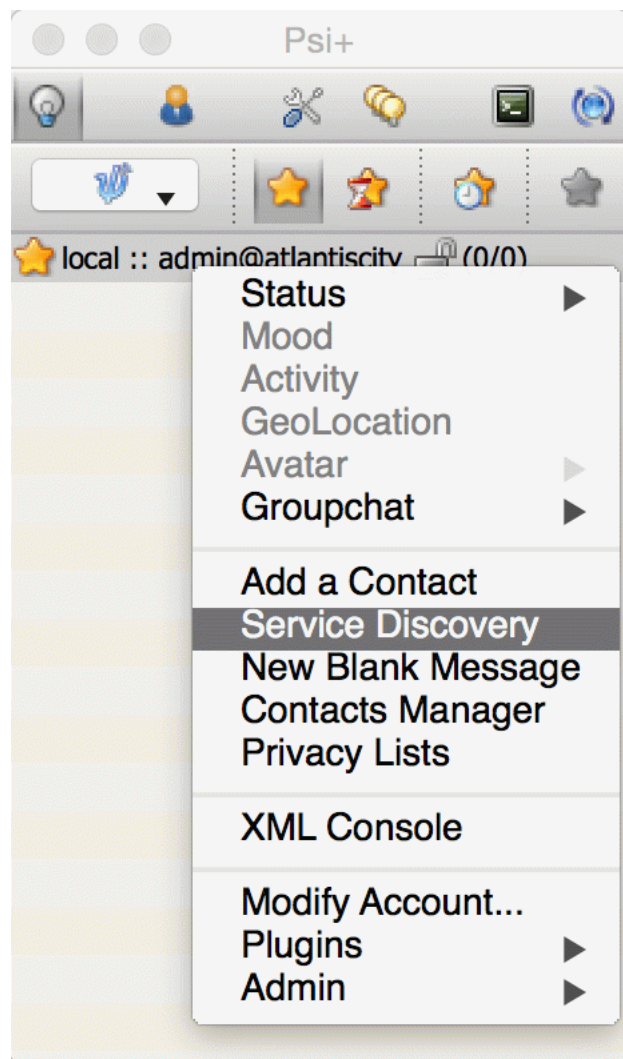 Psi+
local :: admin@atlantiscity (0/0)
Status
Mood
Activity
GeoLocation
Avatar
Groupchat
Add a Contact
Service Discovery
New Blank Message
Contacts Manager
Privacy Lists
XML Console
Modify Account...
Plugins
Admin